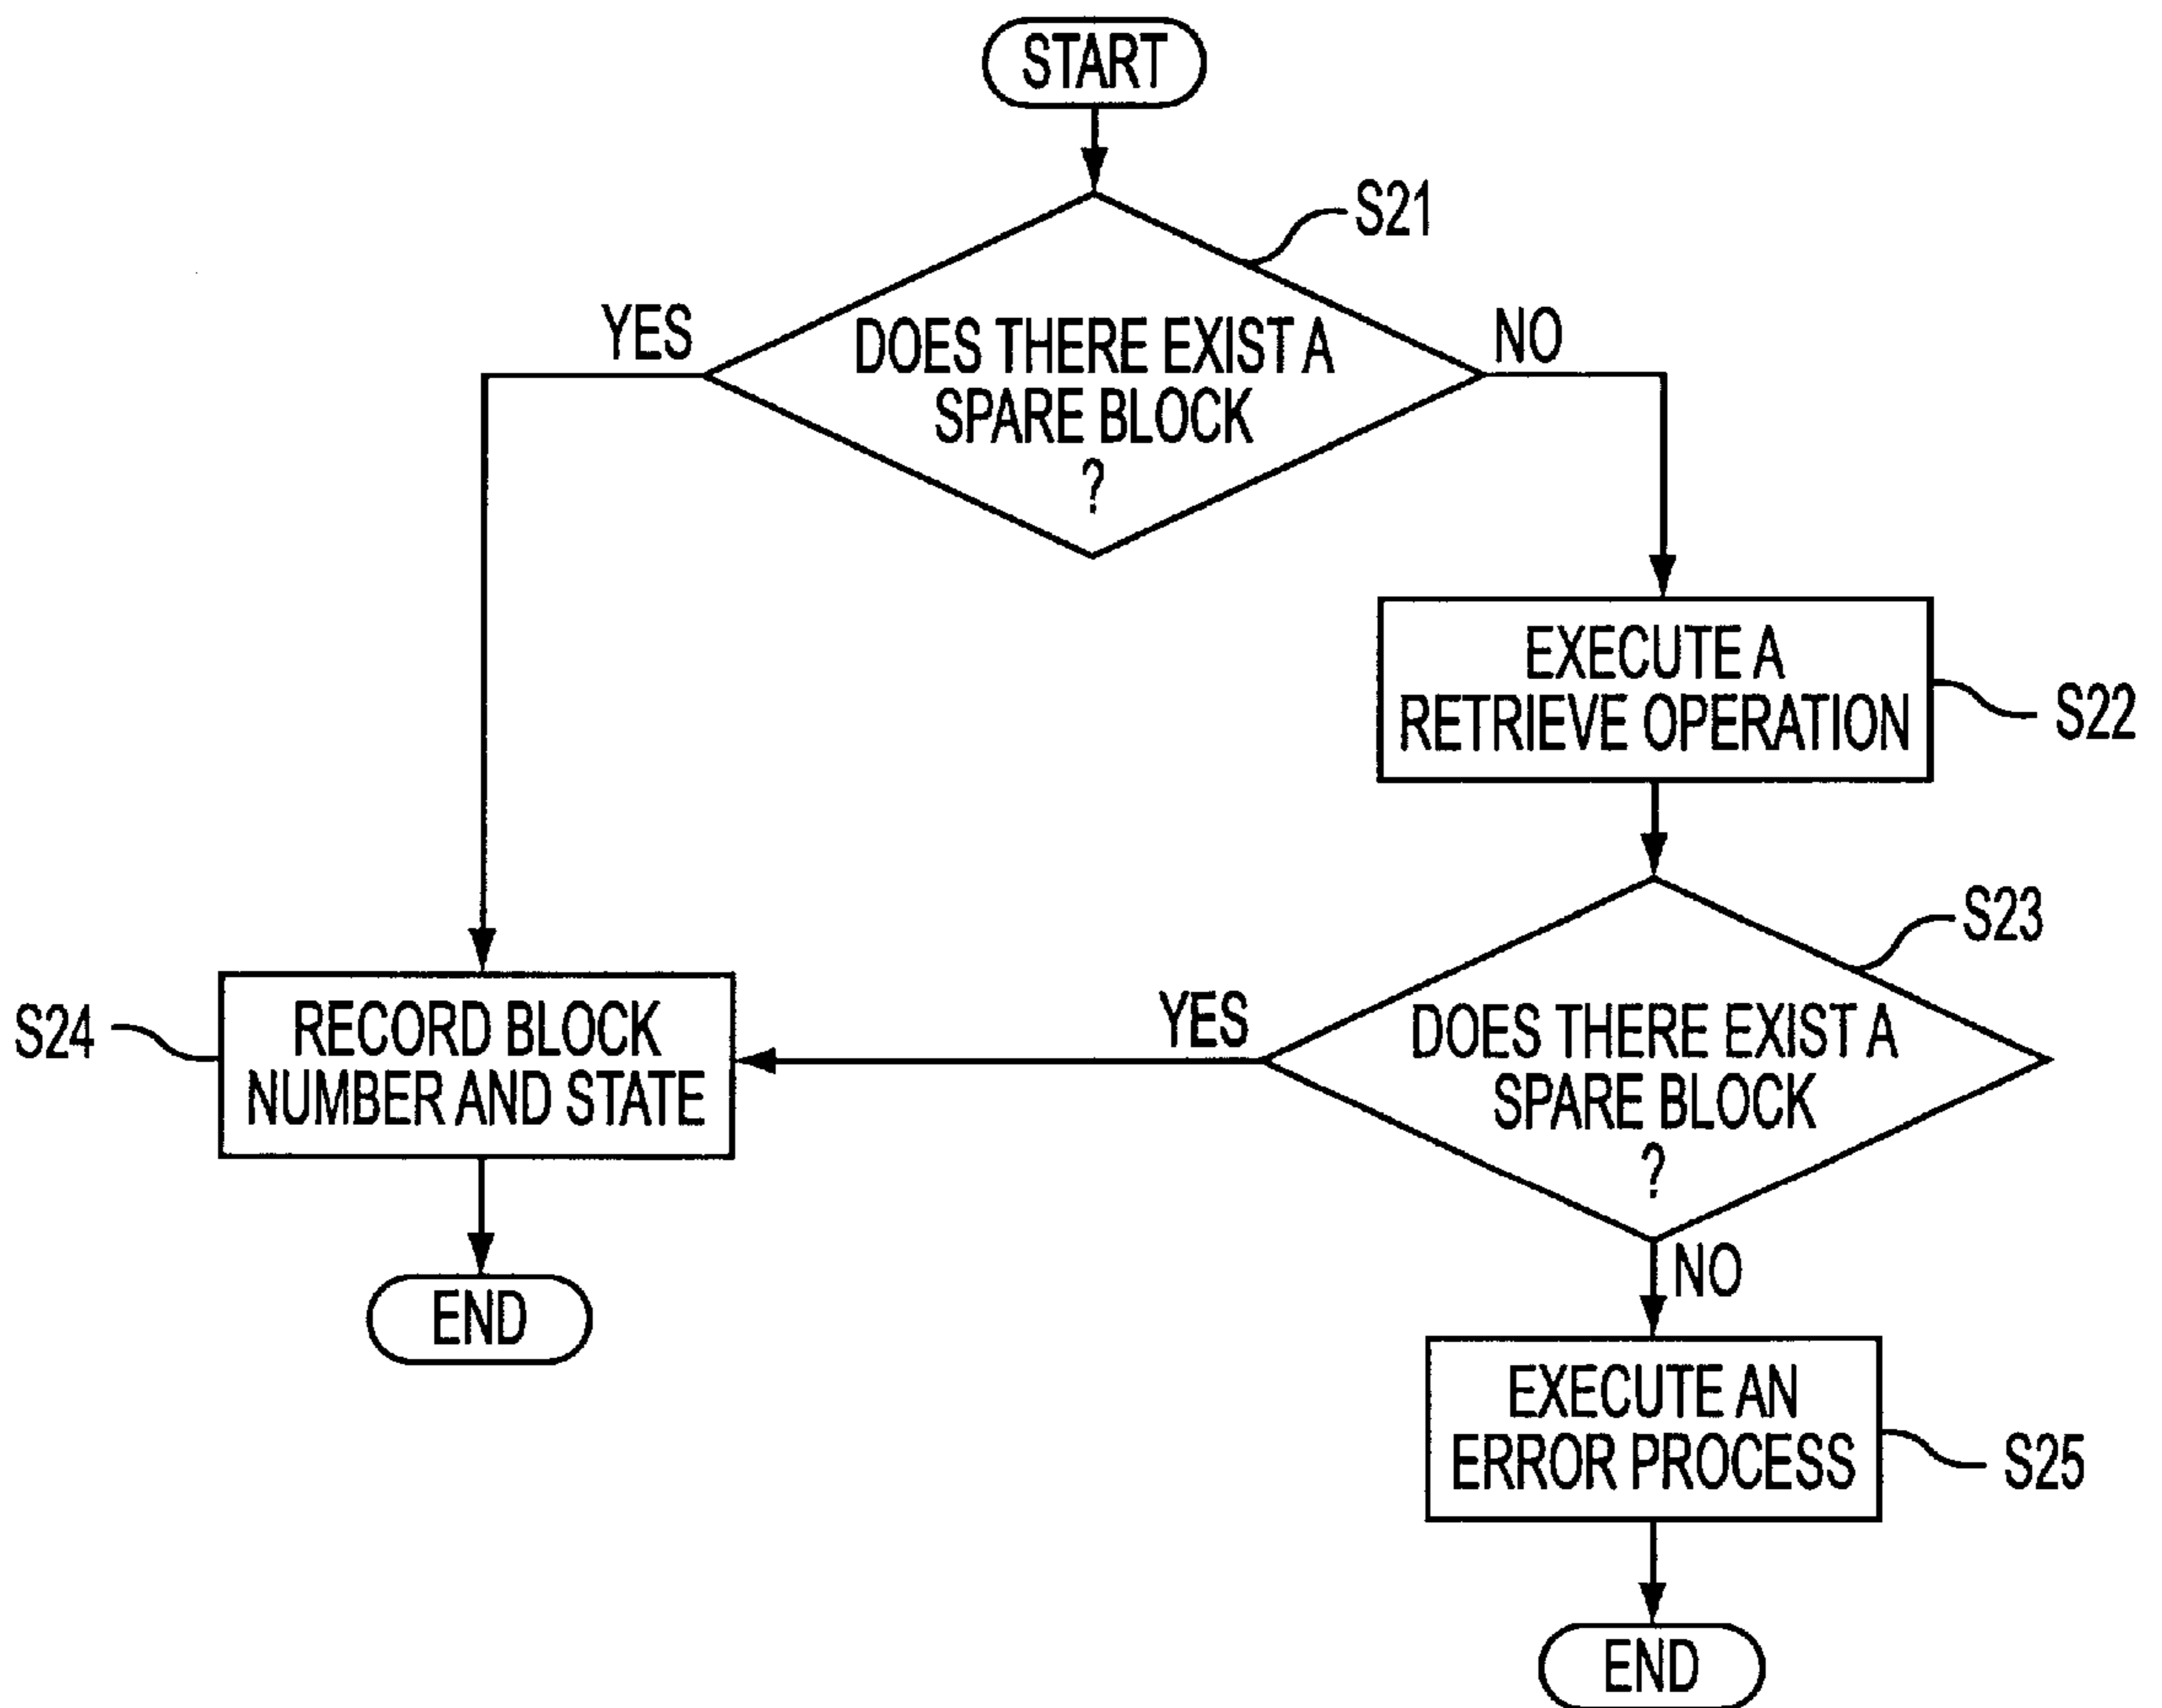 START
S21
YES
NO
DOES THERE EXIST A
SPARE BLOCK
?
EXECUTE A
RETRIEVE OPERATION
S22
S23
S24
RECORD BLOCK
NUMBER AND STATE
YES
DOES THERE EXIST A
SPARE BLOCK
?
NO
END
EXECUTE AN
ERROR PROCESS
S25
END